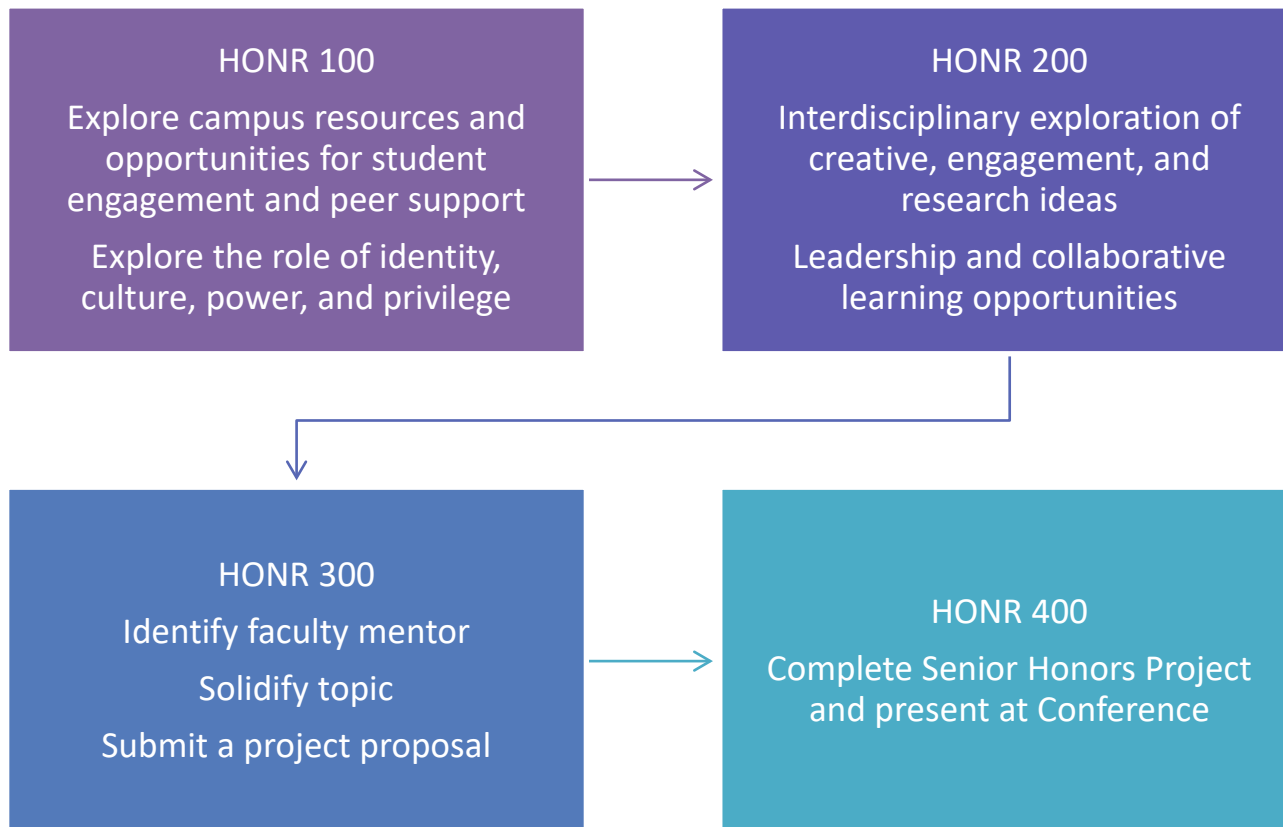 HONR 100
Explore campus resources and
opportunities for student
engagement and peer support
Explore the role of identity,
culture, power, and privilege
HONR 200
Interdisciplinary exploration of
creative, engagement, and
research ideas
Leadership and collaborative
learning opportunities
HONR 300
Identify faculty mentor
Solidify topic
Submit a project proposal
HONR 400
Complete Senior Honors Project
and present at Conference